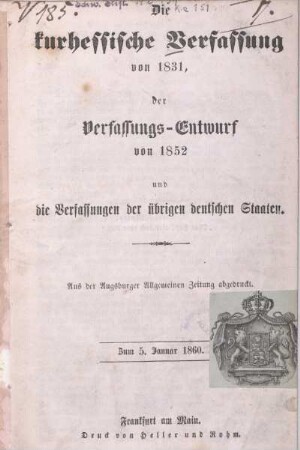 V185.
Die
kurhessische Verfassung
von 1831,
der
Verfassungs-Entwurf
von 1852
und
die Verfassungen der übrigen deutschen Staaten.
Aus der Augsburger Allgemeinen Zeitung abgedruckt.
Zum 5. Januar 1860.
Frankfurt am Main.
Druck von Heller und Rohm.